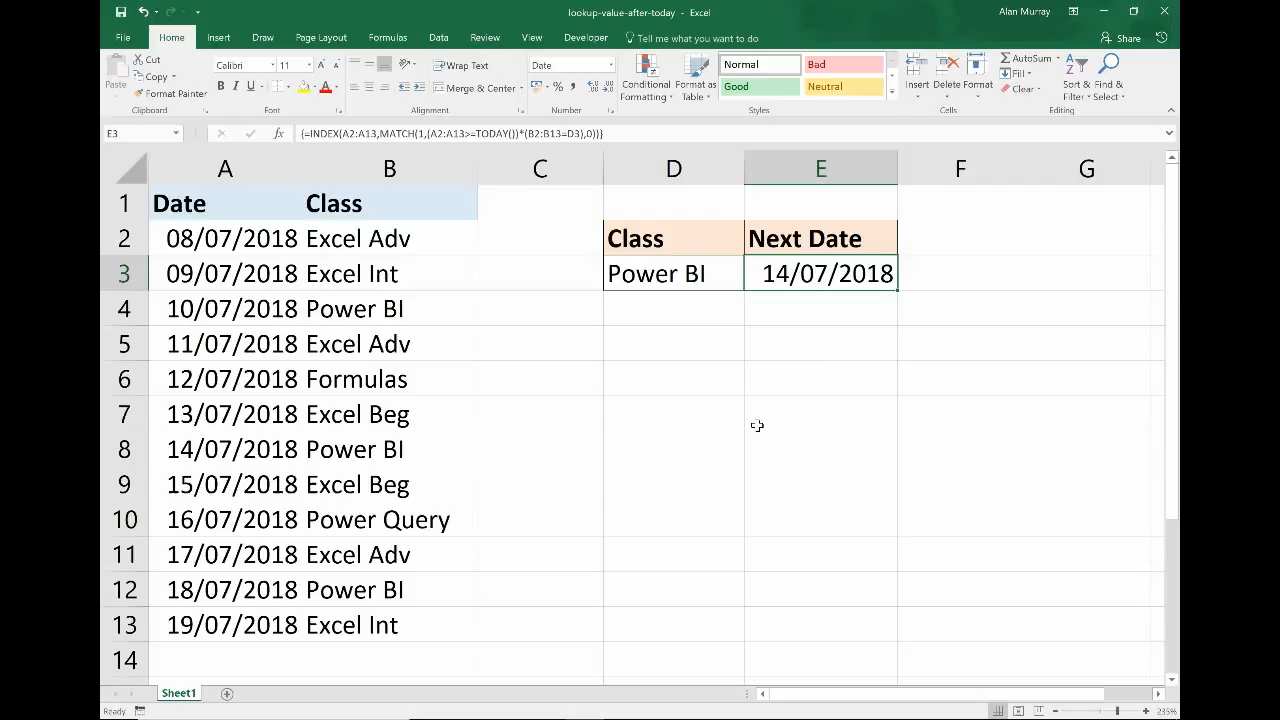 lookup-value-after-today - Excel
Alan Murray
File Home Insert Draw Page Layout Formulas Data Review View Developer Tell me what you want to do Share
Paste Cut Calibri 11 Wrap Text Date Conditional Formatting Format as Table Normal Bad Insert Delete Format AutoSum Sort & Filter Find & Select
Copy Fill
Format Painter B I U Merge & Center % Good Neutral Clear
Clipboard Font Alignment Number Styles Cells Editing
E3 fx {=INDEX(A2:A13,MATCH(1,(A2:A13>=TODAY())*(B2:B13=D3),0))}
A B C D E F G
1 Date Class
2 08/07/2018 Excel Adv Class Next Date
3 09/07/2018 Excel Int Power BI 14/07/2018
4 10/07/2018 Power BI
5 11/07/2018 Excel Adv
6 12/07/2018 Formulas
7 13/07/2018 Excel Beg
8 14/07/2018 Power BI
9 15/07/2018 Excel Beg
10 16/07/2018 Power Query
11 17/07/2018 Excel Adv
12 18/07/2018 Power BI
13 19/07/2018 Excel Int
14
Sheet1
Ready 235%